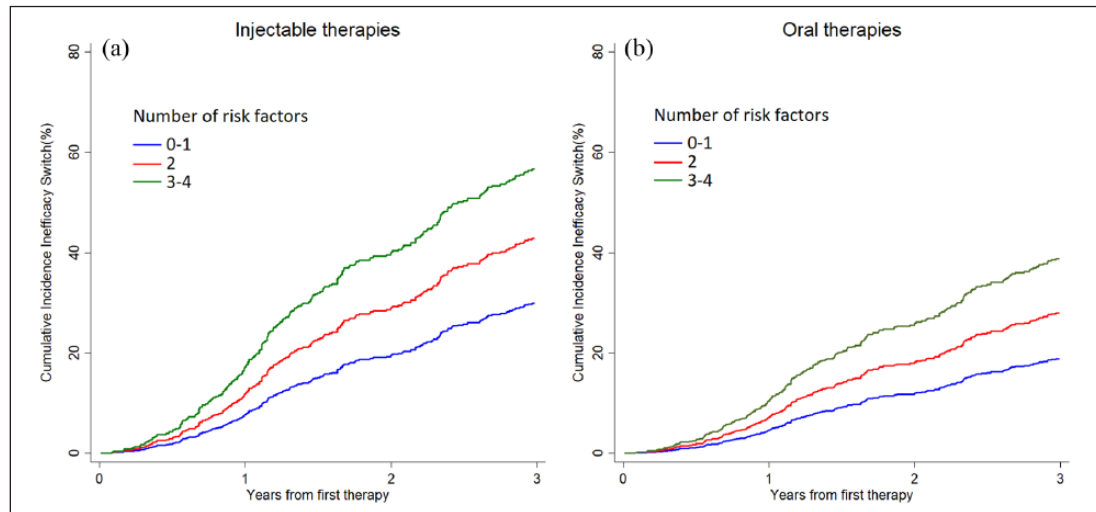 Injectable therapies
(a)
80
60
40
20
0
Cumulative Incidence Inefficacy Switch(%)
Number of risk factors
0-1
2
3-4
0 1 2 3
Years from first therapy
Oral therapies
(b)
80
60
40
20
0
Cumulative Incidence Inefficacy Switch(%)
Number of risk factors
0-1
2
3-4
0 1 2 3
Years from first therapy